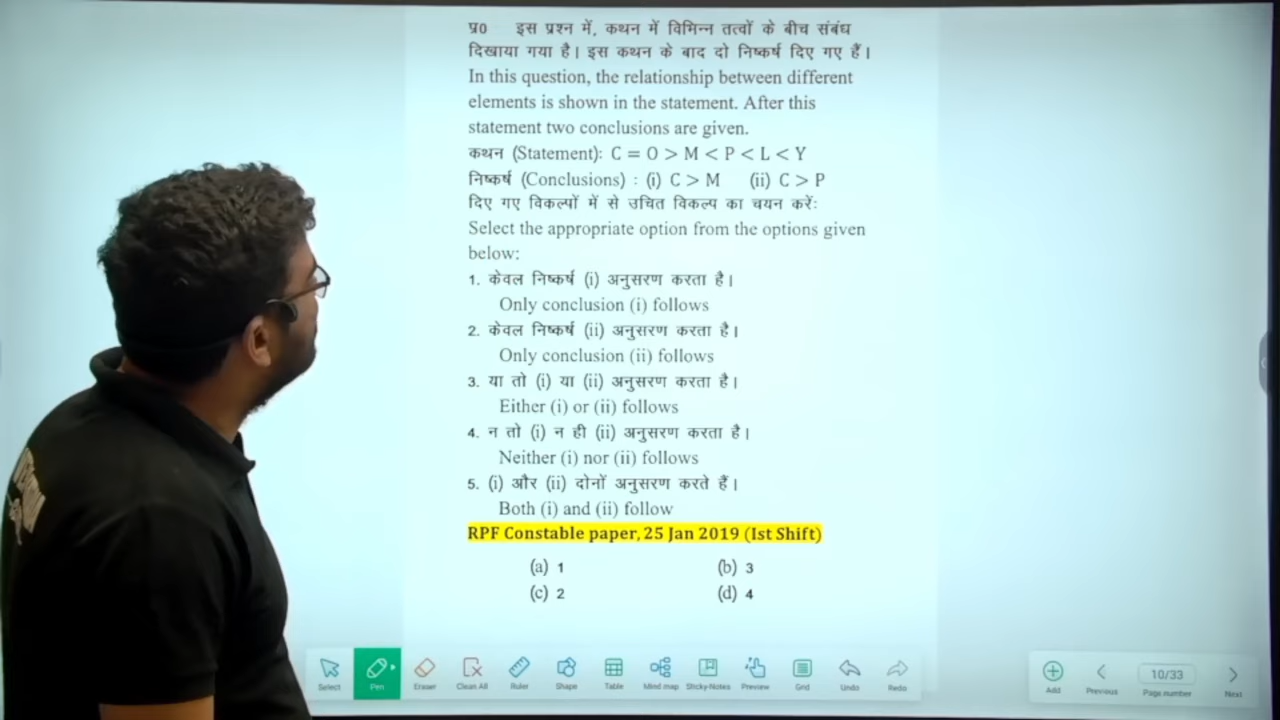 प्र0 इस प्रश्न में, कथन में विभिन्न तत्वों के बीच संबंध
दिखाया गया है। इस कथन के बाद दो निष्कर्ष दिए गए हैं।
In this question, the relationship between different
elements is shown in the statement. After this
statement two conclusions are given.
कथन (Statement): C = O > M < P < L < Y
निष्कर्ष (Conclusions) : (i) C > M (ii) C > P
दिए गए विकल्पों में से उचित विकल्प का चयन करें:
Select the appropriate option from the options given
below:
1. केवल निष्कर्ष (i) अनुसरण करता है।
Only conclusion (i) follows
2. केवल निष्कर्ष (ii) अनुसरण करता है।
Only conclusion (ii) follows
3. या तो (i) या (ii) अनुसरण करता है।
Either (i) or (ii) follows
4. न तो (i) न ही (ii) अनुसरण करता है।
Neither (i) nor (ii) follows
5. (i) और (ii) दोनों अनुसरण करते हैं।
Both (i) and (ii) follow
RPF Constable paper, 25 Jan 2019 (Ist Shift)
(a) 1 (b) 3
(c) 2 (d) 4
Select Pen Eraser Clean All Ruler Shape Table Mind map Sticky-Notes Preview Grid Undo Redo
Add Previous 10/33 Page number Next